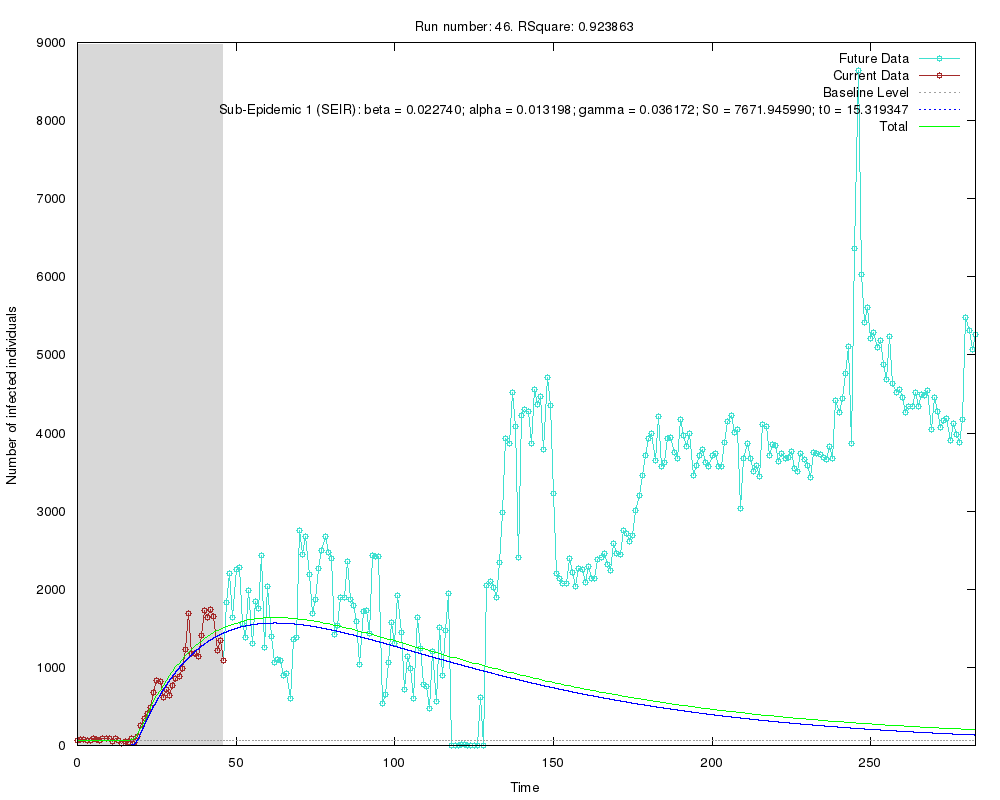 Run number: 46. RSquare: 0.923863
9000
8000
7000
6000
5000
4000
3000
2000
1000
0
Number of infected individuals
Future Data
Current Data
Baseline Level
Sub-Epidemic 1 (SEIR): beta = 0.022740; alpha = 0.013198; gamma = 0.036172; S0 = 7671.945990; t0 = 15.319347
Total
0 50 100 150 200 250
Time